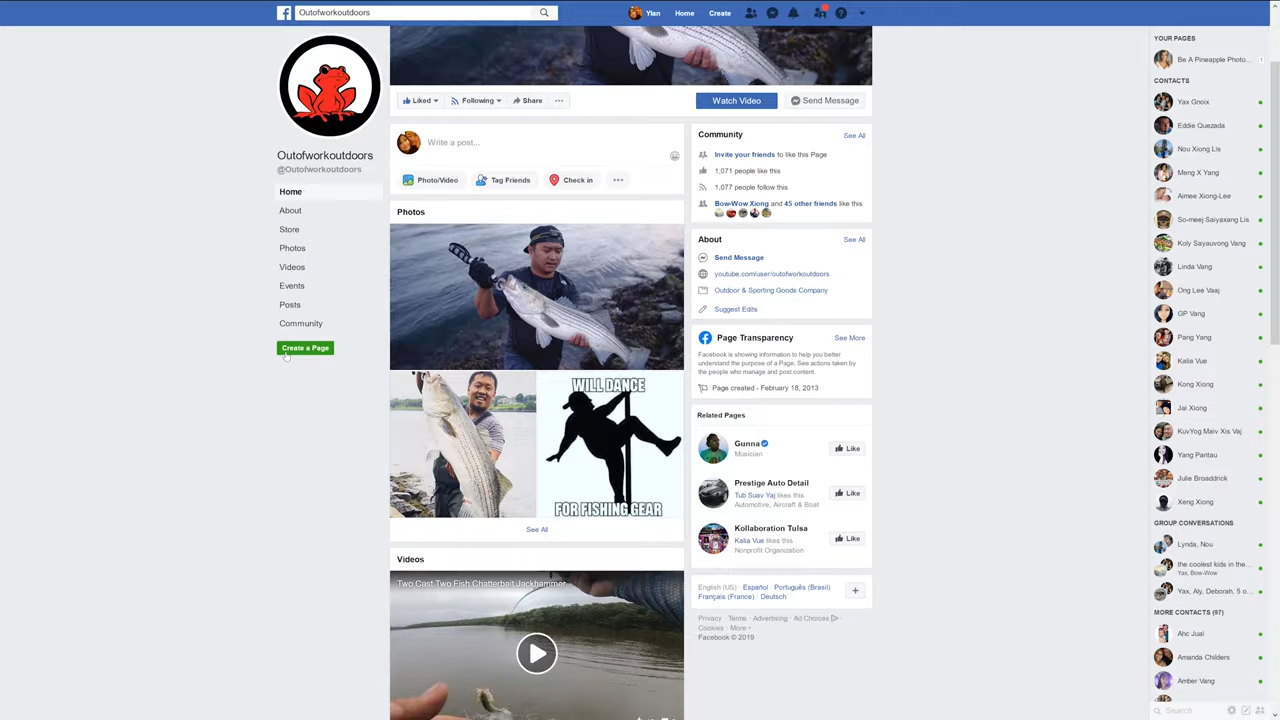 Outofworkoutdoors
Ylan
Home
Create
Outofworkoutdoors
@Outofworkoutdoors
Home
About
Store
Photos
Videos
Events
Posts
Community
Create a Page
Liked
Following
Share
Watch Video
Send Message
Write a post...
Photo/Video
Tag Friends
Check in
Photos
WILL DANCE
FOR FISHING GEAR
See All
Videos
Two Cast Two Fish Chatterbait Jackhammer
Community
See All
Invite your friends to like this Page
1,071 people like this
1,077 people follow this
Bow-Wow Xiong and 45 other friends like this
About
See All
Send Message
youtube.com/user/outofworkoutdoors
Outdoor & Sporting Goods Company
Suggest Edits
Page Transparency
See More
Facebook is showing information to help you better
understand the purpose of a Page. See actions taken by
the people who manage and post content.
Page created - February 18, 2013
Related Pages
Gunna
Musician
Like
Prestige Auto Detail
Tub Suav Yaj likes this
Automotive, Aircraft & Boat
Like
Kollaboration Tulsa
Kalia Vue likes this
Nonprofit Organization
Like
English (US) · Español · Português (Brasil)
Français (France) · Deutsch
Privacy · Terms · Advertising · Ad Choices ·
Cookies · More
Facebook © 2019
YOUR PAGES
Be A Pineapple Photo... 1
CONTACTS
Yax Gnoix
Eddie Quezada
Nou Xiong Lis
Meng X Yang
Aimee Xiong-Lee
So-meej Saiyaxang Lis
Koly Sayauvong Vang
Linda Vang
Ong Lee Vaaj
GP Vang
Pang Yang
Kalia Vue
Kong Xiong
Jai Xiong
KuvYog Maiv Xis Vaj
Yang Pantau
Julie Broaddrick
Xeng Xiong
GROUP CONVERSATIONS
Lynda, Nou
the coolest kids in the...
Yax, Bow-Wow
Yax, Aly, Deborah, 5 o...
MORE CONTACTS (97)
Ahc Jual
Amanda Childers
Amber Vang
Search